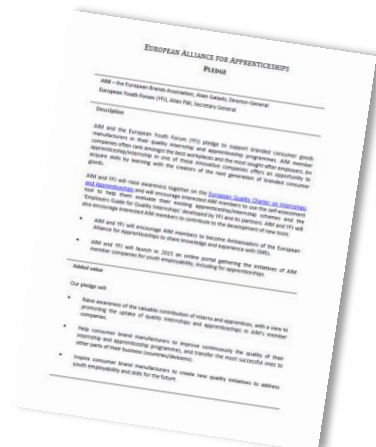 EUROPEAN ALLIANCE FOR APPRENTICESHIPS
PLEDGE
AIM – the European Brands Association, Alain Galaski, Director-General
European Youth Forum (YFJ), Allan Päll, Secretary General
Description
AIM and the European Youth Forum (YFJ) pledge to support branded consumer goods
manufacturers in their quality internship and apprenticeship programmes. AIM member
companies often rank amongst the best workplaces and the most sought after employers. An
apprenticeship/internship in one of these innovative companies offers an opportunity to
acquire skills by learning with the creators of the next generation of branded consumer
goods.
AIM and YFJ will raise awareness together on the European Quality Charter on Internships
and Apprenticeships and will encourage interested AIM members to use the self-assessment
tool to help them evaluate their existing apprenticeship/internship schemes and the
'Employers Guide for Quality Internships' developed by YFJ and its partners. AIM and YFJ will
also encourage interested AIM members to contribute to the development of new tools.
• AIM and YFJ will encourage AIM members to become Ambassadors of the European
Alliance for Apprenticeships to share knowledge and experience with SMEs.
• AIM and YFJ will launch in 2015 an online portal gathering the initiatives of AIM
member companies for youth employability, including for apprenticeships.
Added value
Our pledge will
• Raise awareness of the valuable contribution of interns and apprentices, with a view to
promoting the uptake of quality internships and apprenticeships in AIM's member
companies.
• Help consumer brand manufacturers to improve continuously the quality of their
internship and apprenticeship programmes, and transfer the most successful ones to
other parts of their business (countries/divisions).
• Inspire consumer brand manufacturers to create new quality initiatives to address
youth employability and skills for the future.